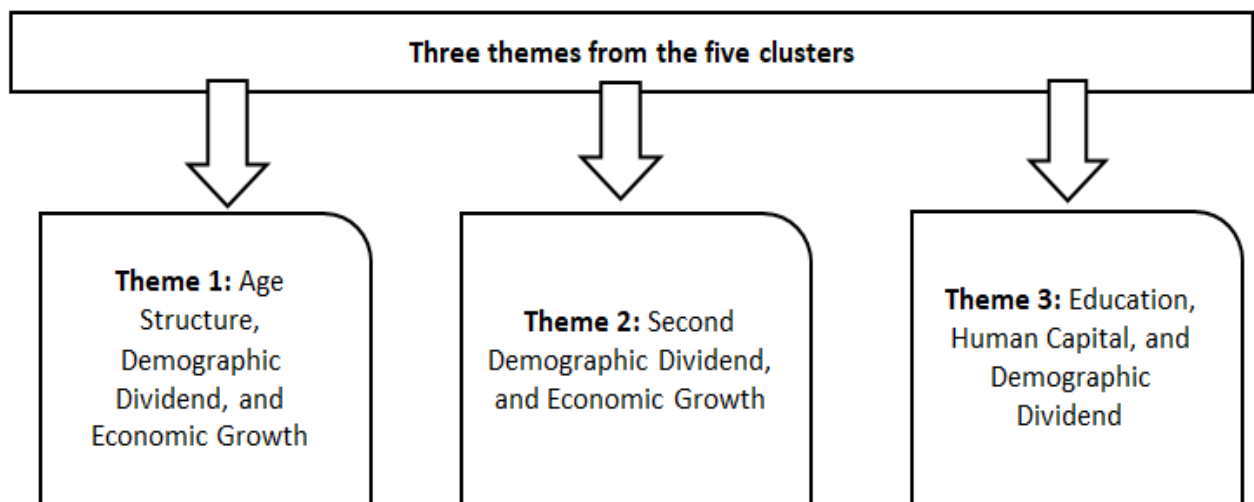 Three themes from the five clusters
Theme 1: Age
Structure,
Demographic
Dividend, and
Economic Growth
Theme 2: Second
Demographic Dividend,
and Economic Growth
Theme 3: Education,
Human Capital, and
Demographic
Dividend